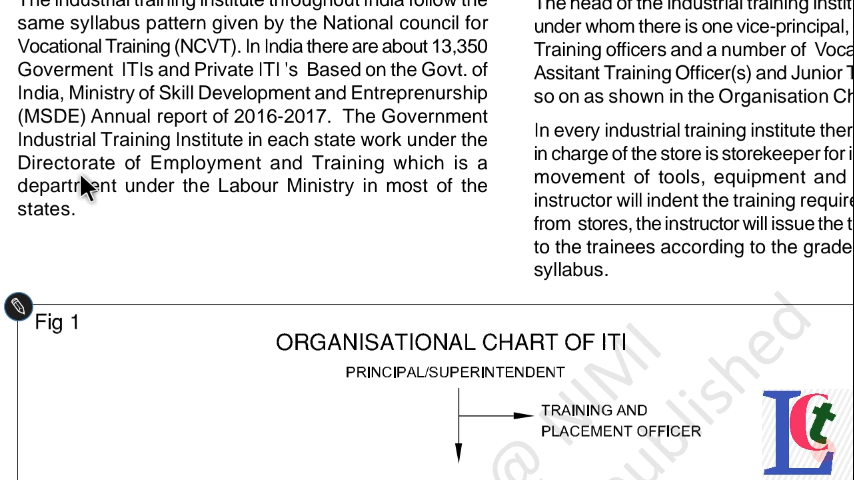 The industrial training institute throughout India follow the
same syllabus pattern given by the National council for
Vocational Training (NCVT). In India there are about 13,350
Goverment ITIs and Private ITI 's Based on the Govt. of
India, Ministry of Skill Development and Entreprenurship
(MSDE) Annual report of 2016-2017. The Government
Industrial Training Institute in each state work under the
Directorate of Employment and Training which is a
department under the Labour Ministry in most of the
states.
The head of the industrial training
under whom there is one vice-principal,
Training officers and a number of
Assitant Training Officer(s) and Junior
so on as shown in the Organisation
In every industrial training institute
in charge of the store is storekeeper for
movement of tools, equipment and
instructor will indent the training
from stores, the instructor will issue the
to the trainees according to the grade
syllabus.
Fig 1
ORGANISATIONAL CHART OF ITI
PRINCIPAL/SUPERINTENDENT
TRAINING AND
PLACEMENT OFFICER
@ NIMI
LCt